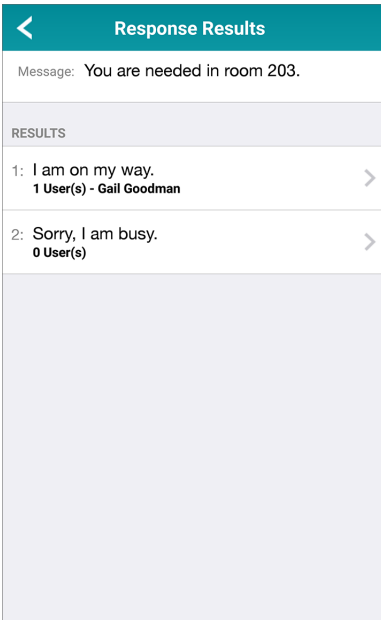 Response Results
Message: You are needed in room 203.
RESULTS
1: I am on my way.
1 User(s) - Gail Goodman
2: Sorry, I am busy.
0 User(s)